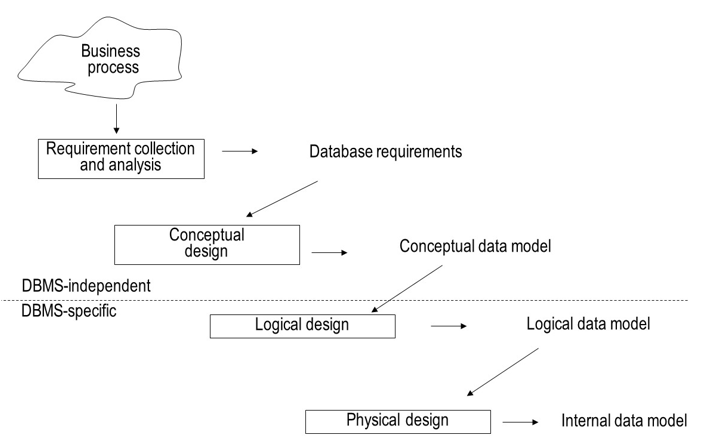 Business
process
Requirement collection
and analysis
Database requirements
Conceptual
design
Conceptual data model
DBMS-independent
DBMS-specific
Logical design
Logical data model
Physical design
Internal data model